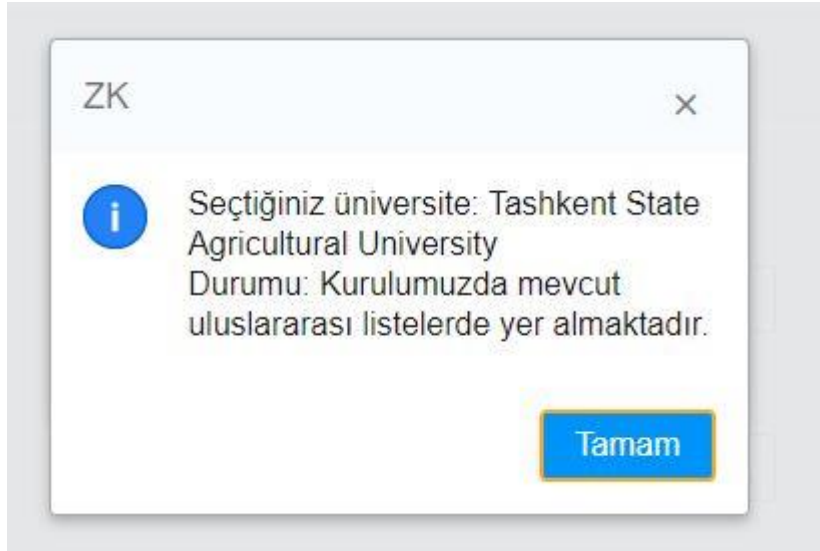 ZK
Seçtiğiniz üniversite: Tashkent State
Agricultural University
Durumu: Kurulumuzda mevcut
uluslararası listelerde yer almaktadır.
Tamam